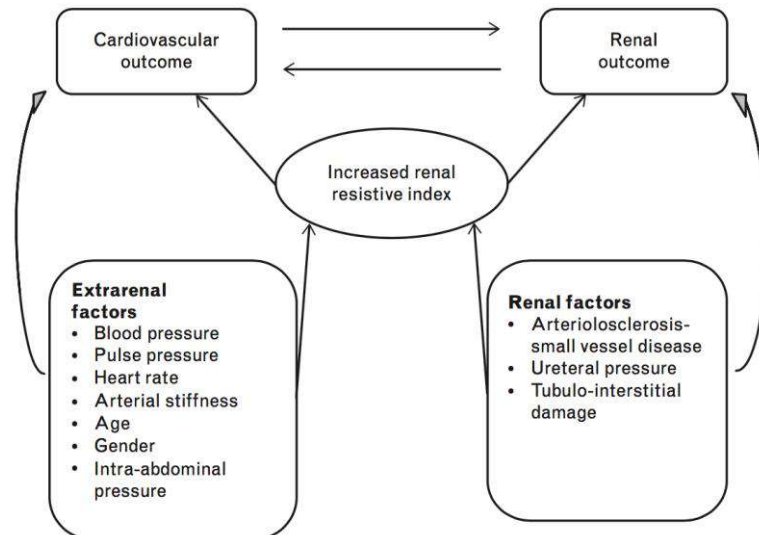 Cardiovascular
outcome
Renal
outcome
Increased renal
resistive index
Extrarenal
factors
• Blood pressure
• Pulse pressure
• Heart rate
• Arterial stiffness
• Age
• Gender
• Intra-abdominal
pressure
Renal factors
• Arteriolosclerosis-
small vessel disease
• Ureteral pressure
• Tubulo-interstitial
damage